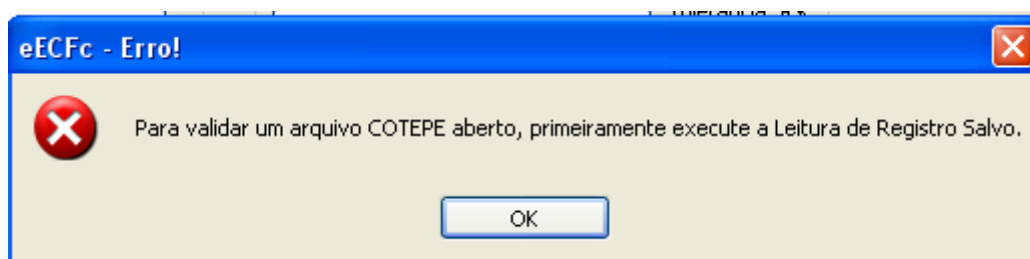 eECFc - Erro!
Para validar um arquivo COTEPE aberto, primeiramente execute a Leitura de Registro Salvo.
OK